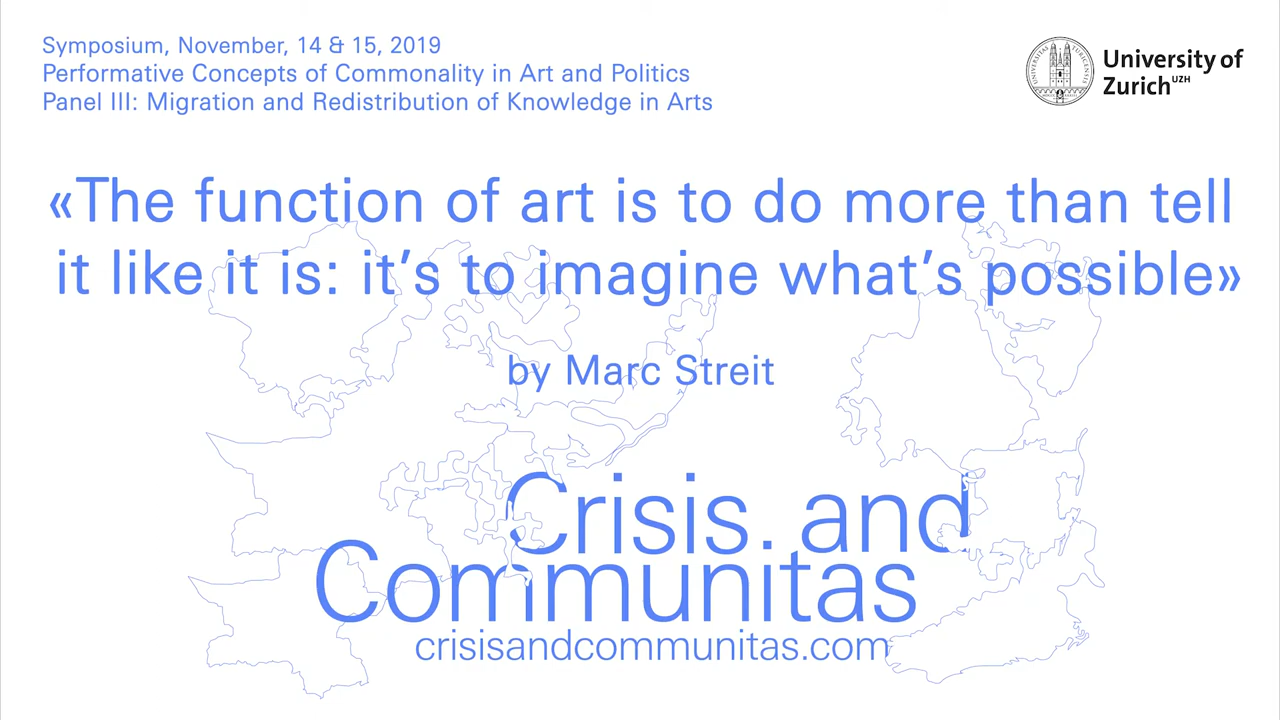 Symposium, November, 14 & 15, 2019
Performative Concepts of Commonality in Art and Politics
Panel III: Migration and Redistribution of Knowledge in Arts
University of
Zurich UZH
«The function of art is to do more than tell
it like it is: it’s to imagine what’s possible»
by Marc Streit
Crisis. and
Communitas
crisisandcommunitas.com